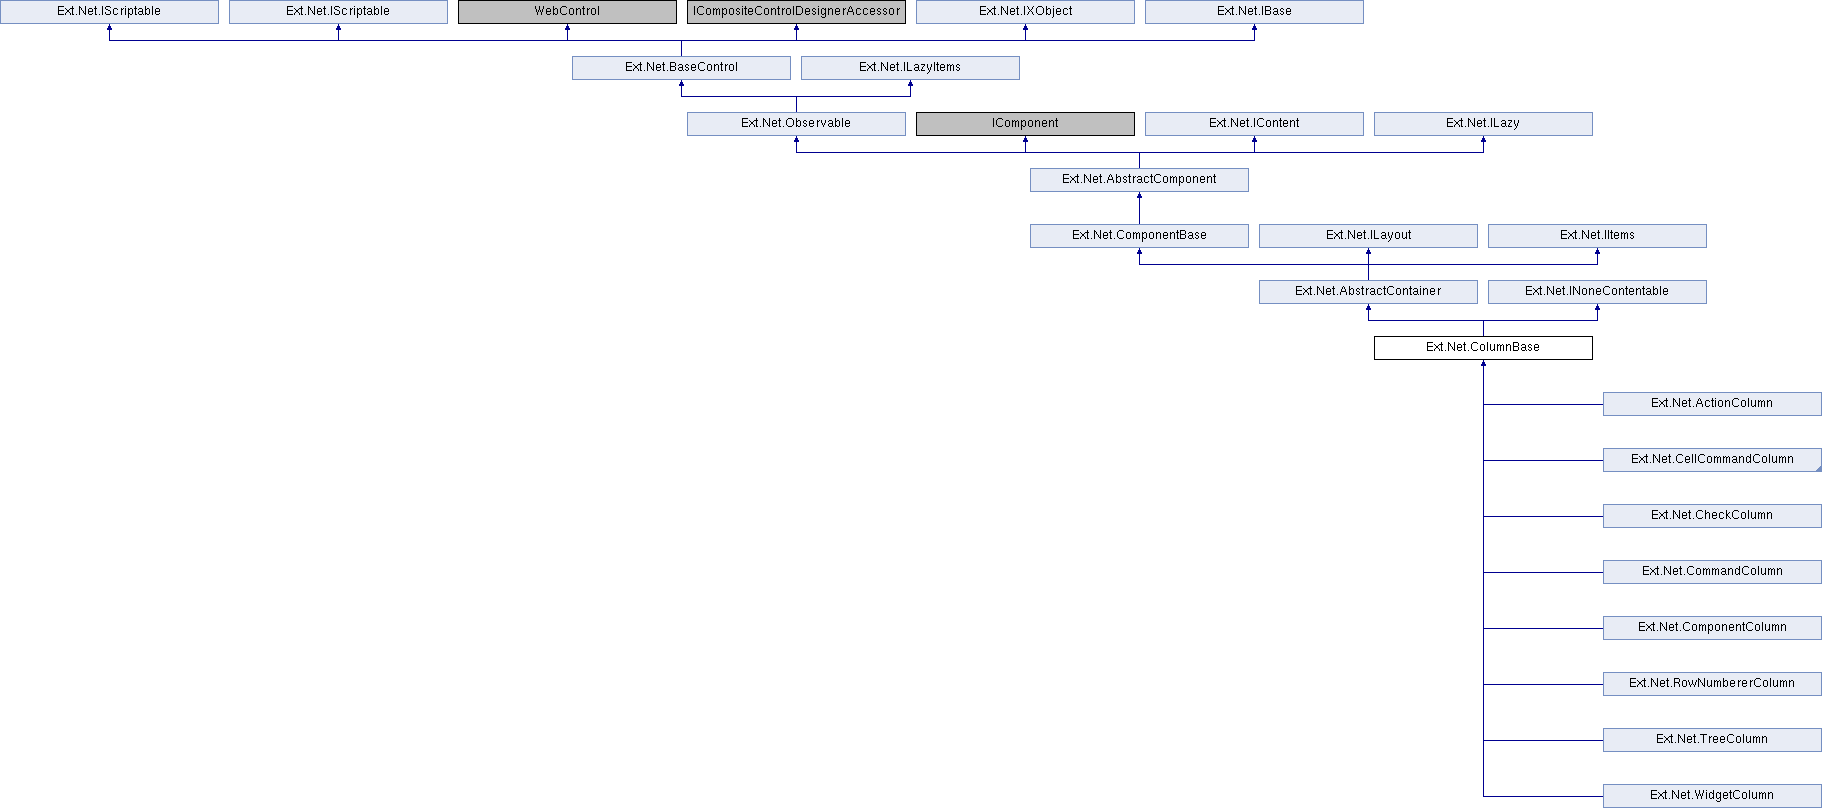 Ext.Net.IScriptable
Ext.Net.IScriptable
WebControl
ICompositeControlDesignerAccessor
Ext.Net.IXObject
Ext.Net.IBase
Ext.Net.BaseControl
Ext.Net.ILazyItems
Ext.Net.Observable
IComponent
Ext.Net.IContent
Ext.Net.ILazy
Ext.Net.AbstractComponent
Ext.Net.ComponentBase
Ext.Net.ILayout
Ext.Net.IItems
Ext.Net.AbstractContainer
Ext.Net.INoneContentable
Ext.Net.ColumnBase
Ext.Net.ActionColumn
Ext.Net.CellCommandColumn
Ext.Net.CheckColumn
Ext.Net.CommandColumn
Ext.Net.ComponentColumn
Ext.Net.RowNumbererColumn
Ext.Net.TreeColumn
Ext.Net.WidgetColumn